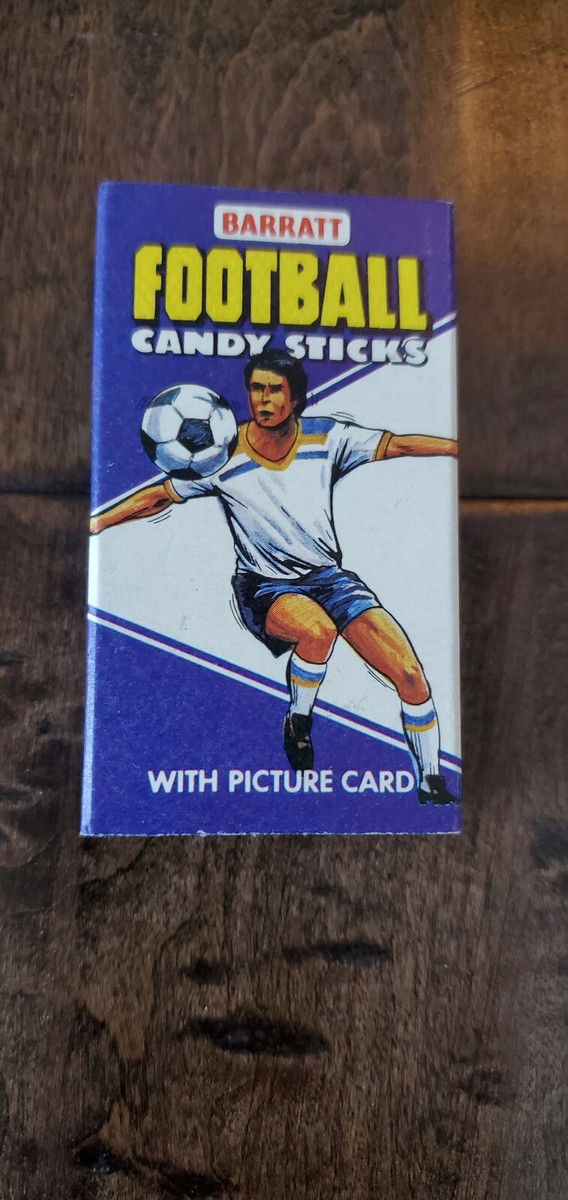 BARRATT
FOOTBALL
CANDY STICKS
WITH PICTURE CARD